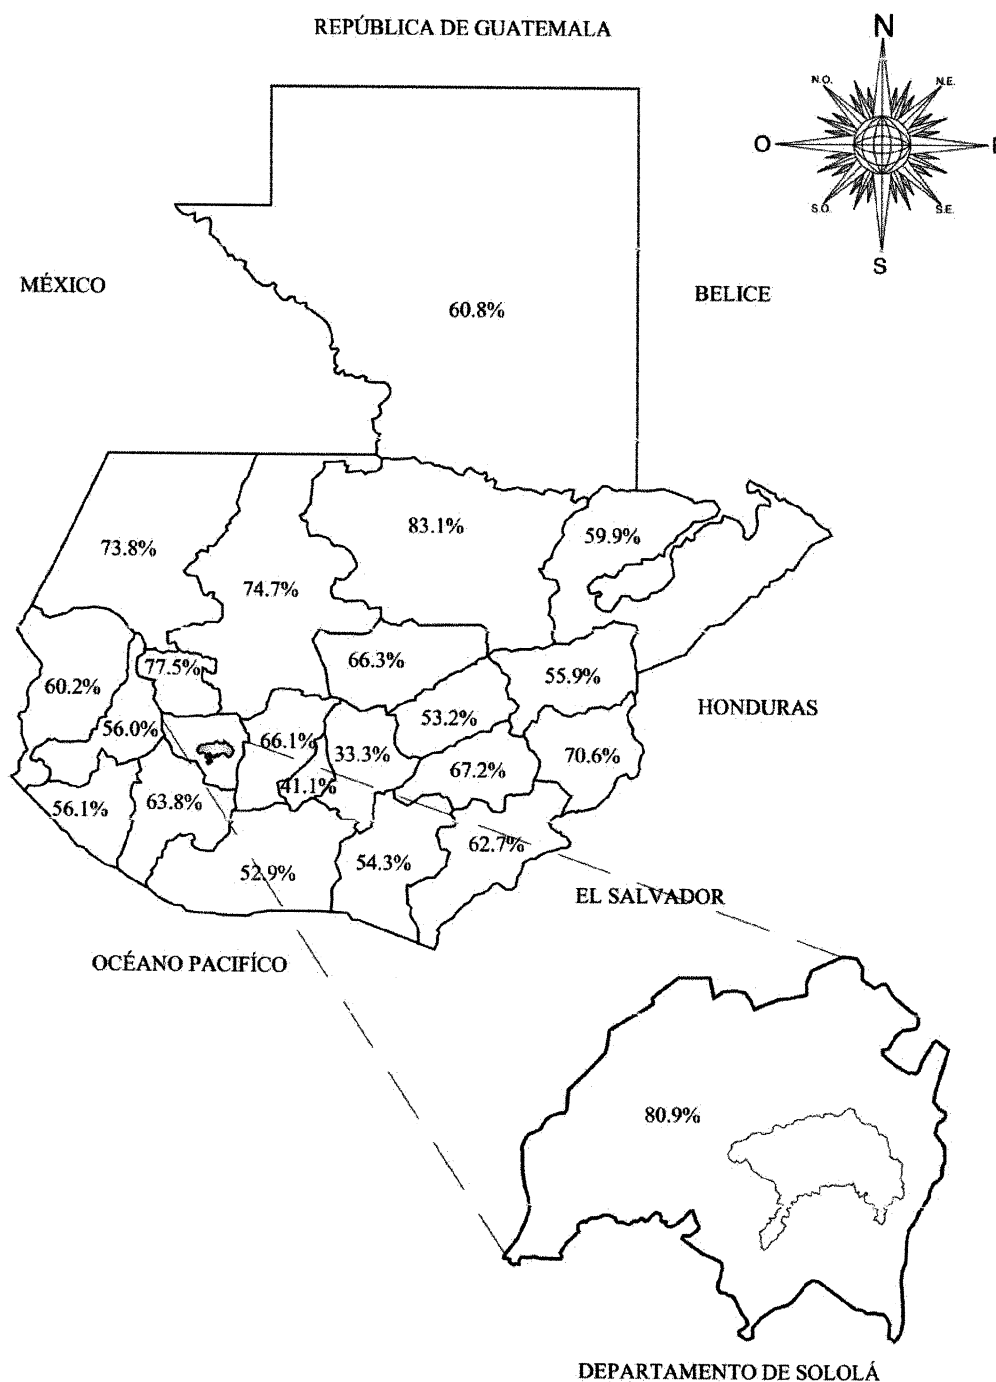 REPÚBLICA DE GUATEMALA
N
N.O.
N.E.
O
E
S.O.
S.E.
S
MÉXICO
BELICE
60.8%
83.1%
59.9%
73.8%
74.7%
66.3%
77.5%
55.9%
60.2%
HONDURAS
53.2%
56.0%
66.1%
33.3%
70.6%
67.2%
41.1%
63.8%
56.1%
62.7%
54.3%
52.9%
EL SALVADOR
OCÉANO PACIFÍCO
80.9%
DEPARTAMENTO DE SOLOLÁ